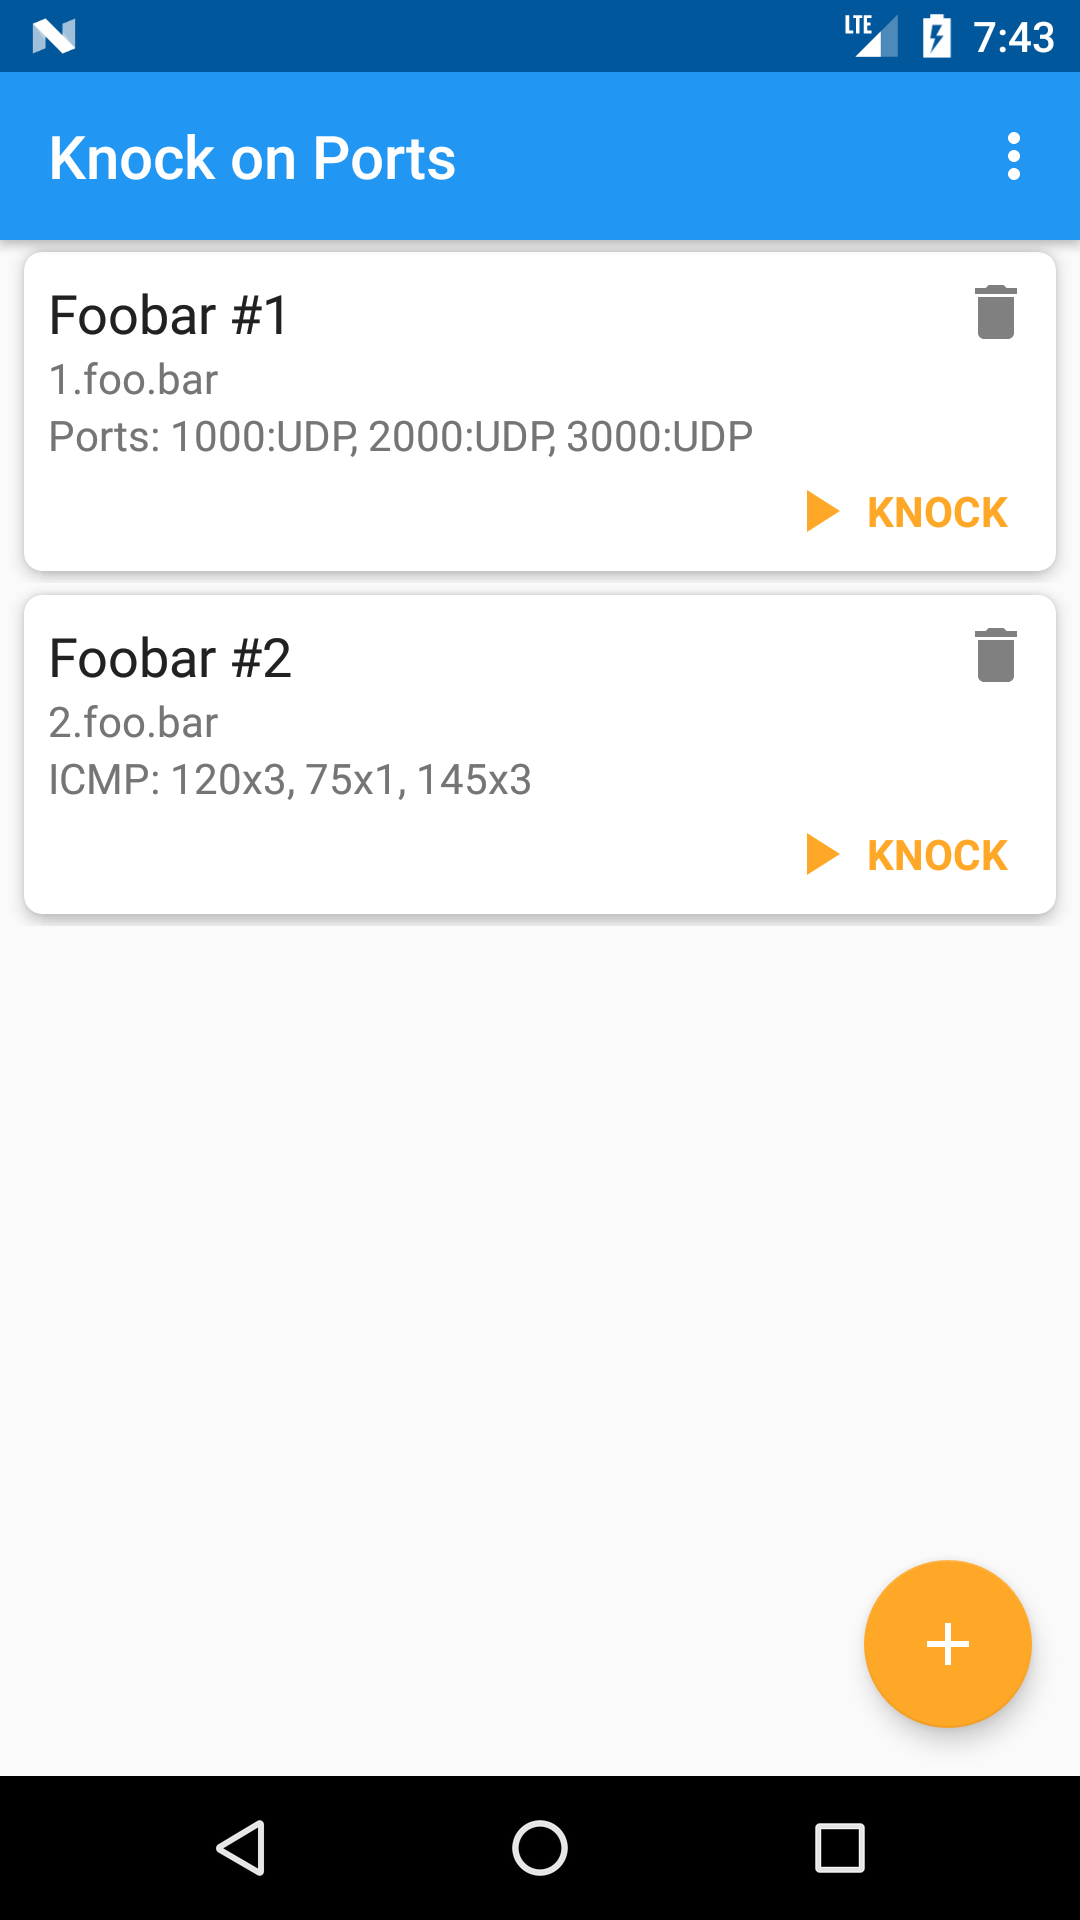 LTE 7:43
Knock on Ports
Foobar #1
1.foo.bar
Ports: 1000:UDP, 2000:UDP, 3000:UDP
KNOCK
Foobar #2
2.foo.bar
ICMP: 120x3, 75x1, 145x3
KNOCK